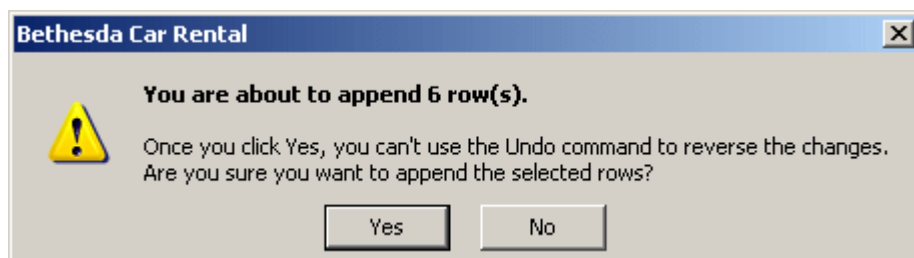 Bethesda Car Rental
You are about to append 6 row(s).
Once you click Yes, you can't use the Undo command to reverse the changes.
Are you sure you want to append the selected rows?
Yes No